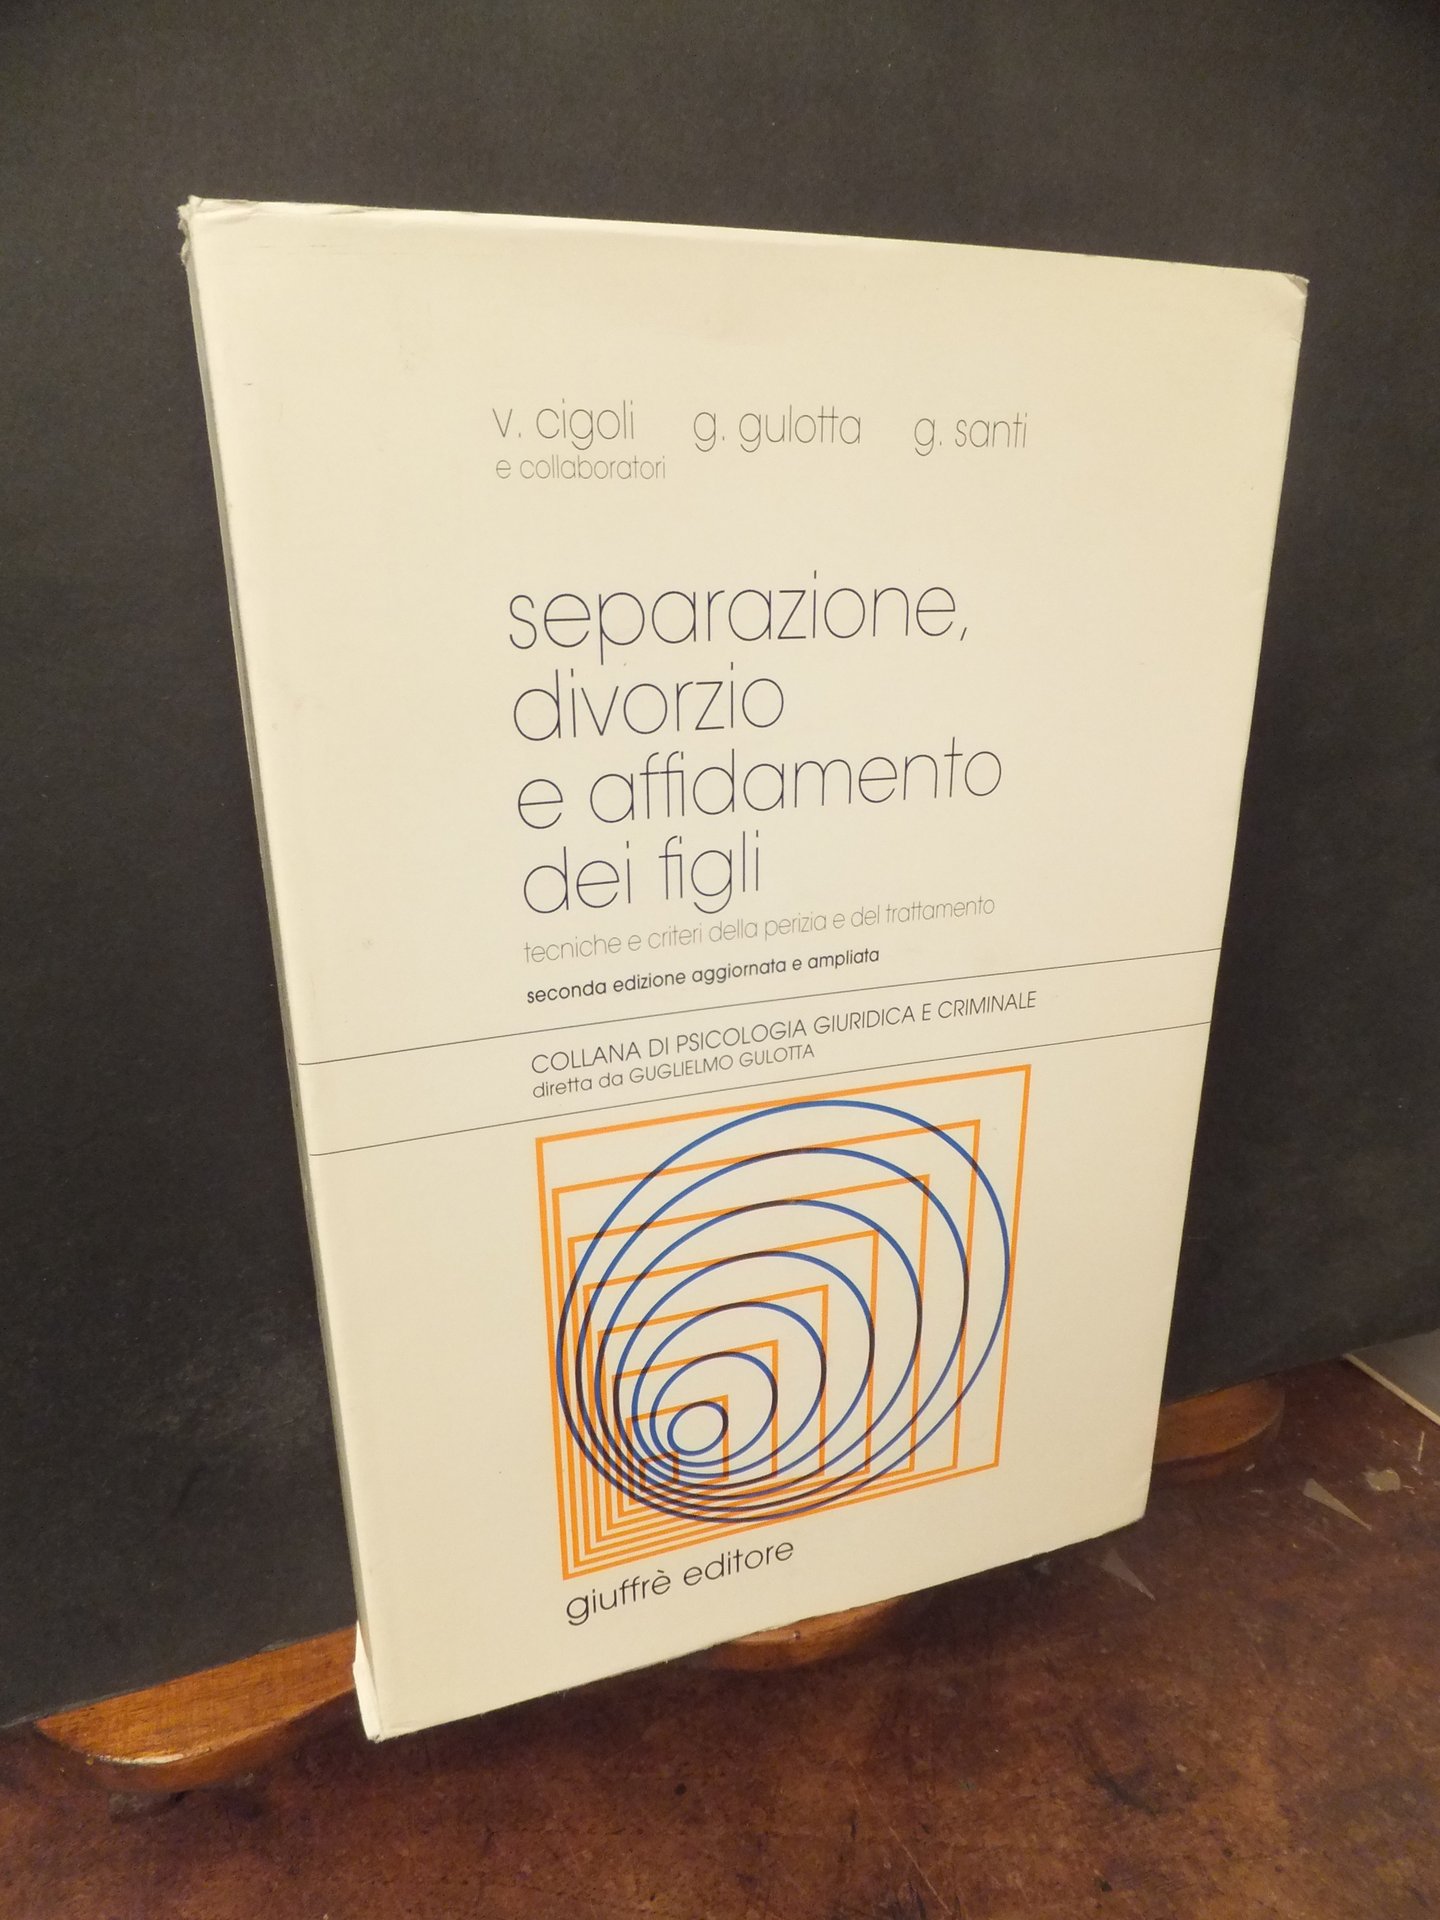 v. cigoli g. gulotta g. santi
e collaboratori
separazione,
divorzio
e affidamento
dei figli
tecniche e criteri della perizia e del trattamento
seconda edizione aggiornata e ampliata
COLLANA DI PSICOLOGIA GIURIDICA E CRIMINALE
diretta da GUGLIELMO GULOTTA
giuffrè editore